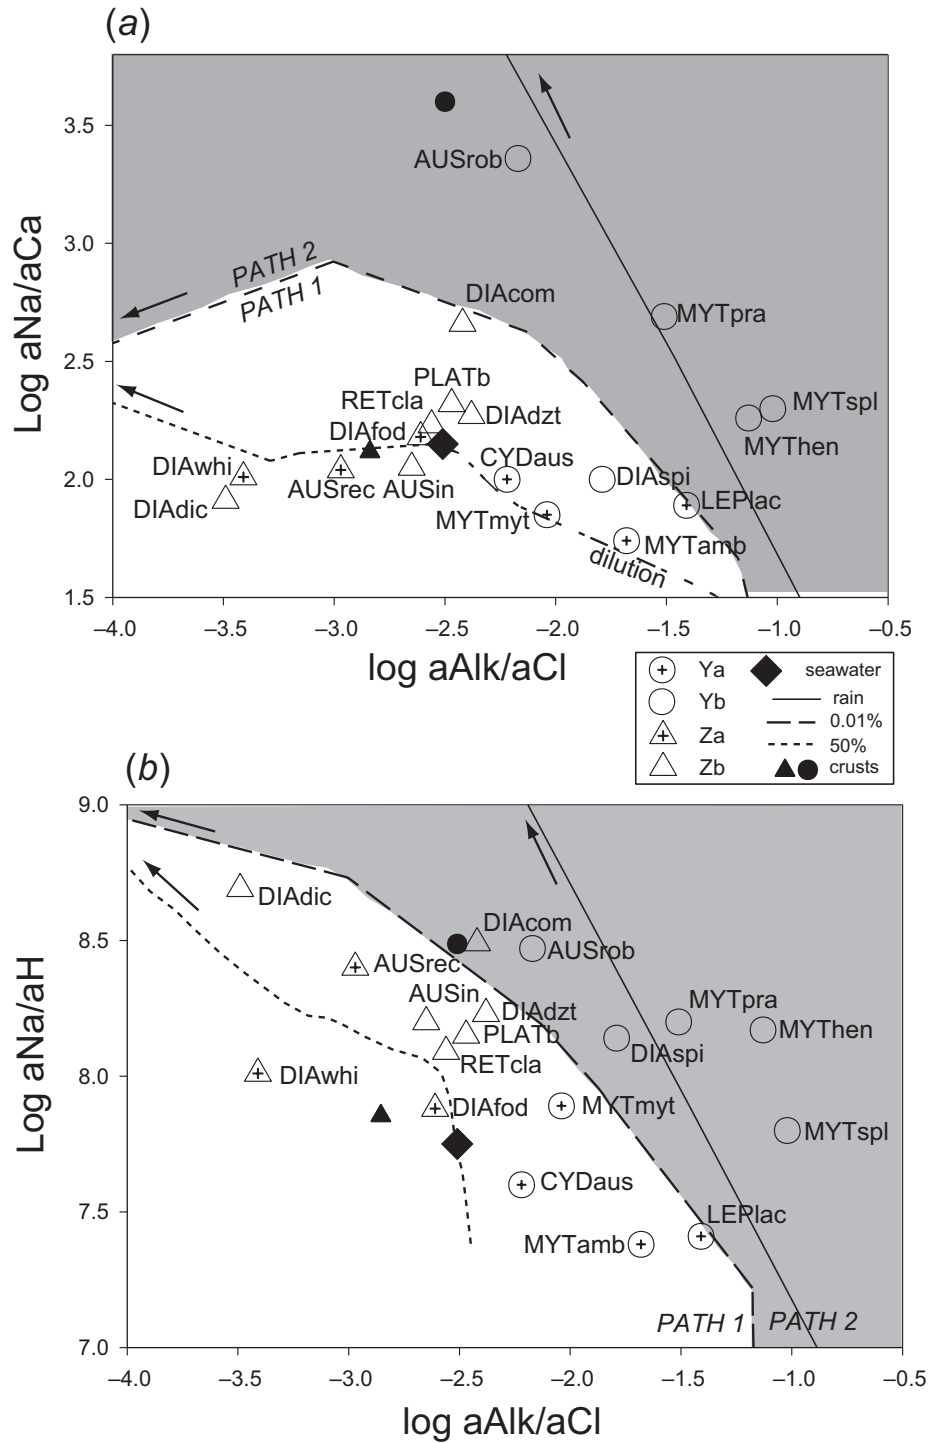 (a)
Log aNa/aCa
3.5
3.0
2.5
2.0
1.5
AUSrob
PATH 2
PATH 1
DIAcom
MYTpra
PLATb
RETcla
DIAdzt
MYTspl
DIAfod
MYThen
DIAwhi
CYDaus
DIAspi
AUSrec
AUSin
LEPlac
DIAdic
MYTmyt
MYTamb
dilution
–4.0 –3.5 –3.0 –2.5 –2.0 –1.5 –1.0 –0.5
log aAlk/aCl
Ya seawater
Yb rain
0.01%
Za 50%
Zb crusts
(b)
Log aNa/aH
9.0
8.5
8.0
7.5
7.0
DIAdic
DIAcom
AUSrob
AUSrec
AUSin
DIAdzt
MYTpra
PLATb
MYThen
RETcla
DIAspi
DIAwhi
DIAfod
MYTmyt
MYTspl
CYDaus
LEPlac
MYTamb
PATH 1 PATH 2
–4.0 –3.5 –3.0 –2.5 –2.0 –1.5 –1.0 –0.5
log aAlk/aCl